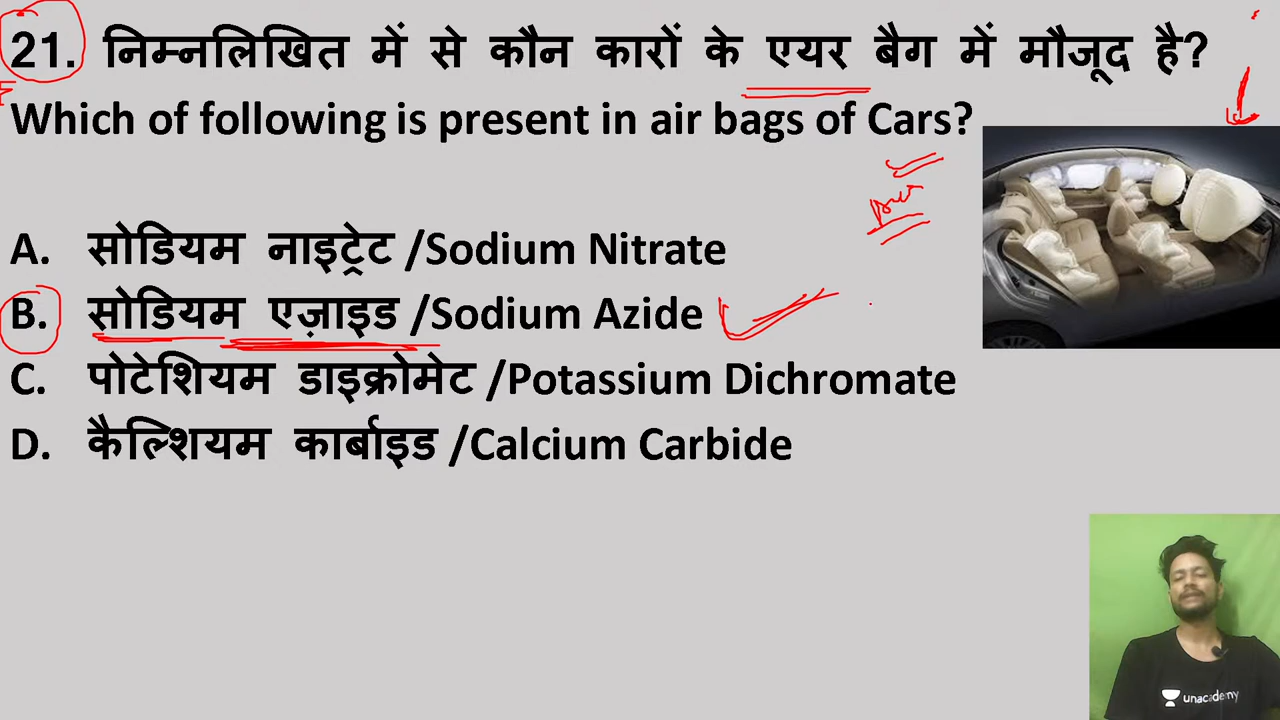 21. निम्नलिखित में से कौन कारों के एयर बैग में मौजूद है?
Which of following is present in air bags of Cars?
A. सोडियम नाइट्रेट /Sodium Nitrate
B. सोडियम एज़ाइड /Sodium Azide
C. पोटेशियम डाइक्रोमेट /Potassium Dichromate
D. कैल्शियम कार्बाइड /Calcium Carbide
unacademy